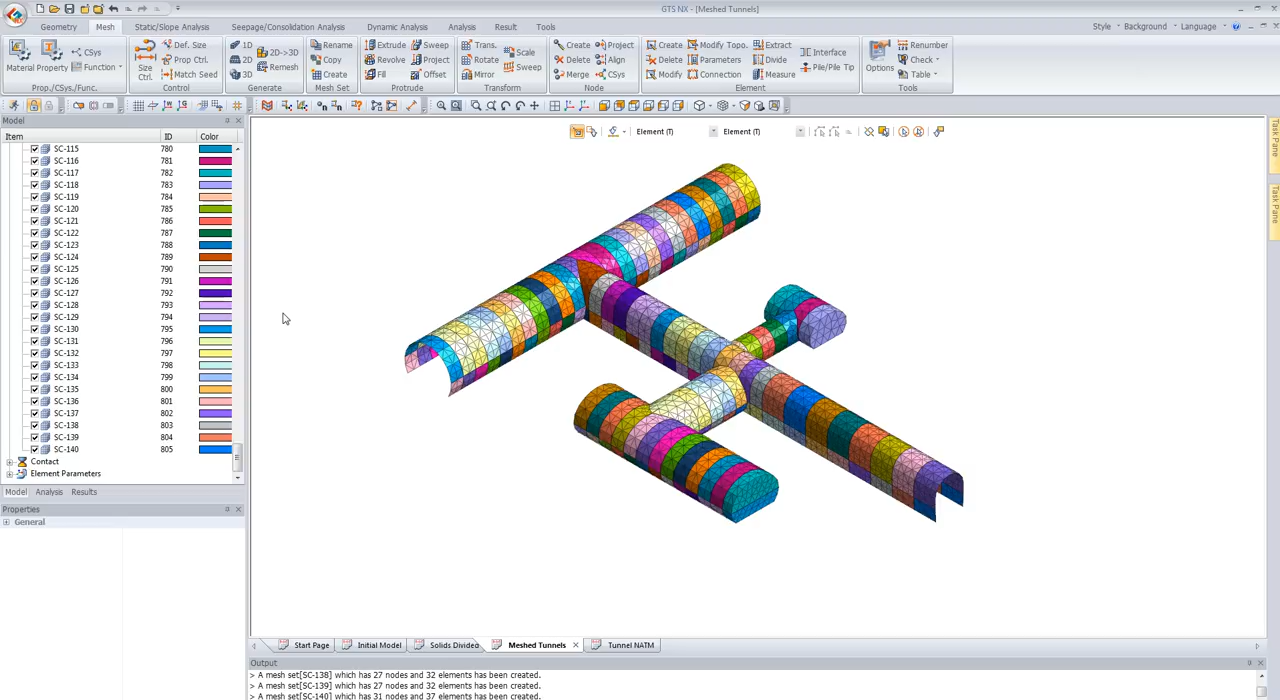 GTS NX - [Meshed Tunnels]
Geometry Mesh Static/Slope Analysis Seepage/Consolidation Analysis Dynamic Analysis Analysis Result Tools Style Background Language
CSys 1D 2D->3D Rename Extrude Sweep Trans. Scale Create Project Create Modify Topo. Extract Interface Renumber
Def. Size 2D Remesh Copy Revolve Project Rotate Sweep Delete Align Delete Parameters Divide Pile/Pile Tip Check
Material Property Function Size Ctrl. Prop Ctrl. Match Seed 3D Create Fill Offset Mirror Merge CSys Modify Connection Measure Options Table
Prop./CSys./Func. Control Generate Mesh Set Protrude Transform Node Element Tools
Model
Item ID Color
Element (T) Element (T)
Task Pane
Task Pane
SC-115 780
SC-116 781
SC-117 782
SC-118 783
SC-119 784
SC-120 785
SC-121 786
SC-122 787
SC-123 788
SC-124 789
SC-125 790
SC-126 791
SC-127 792
SC-128 793
SC-129 794
SC-130 795
SC-131 796
SC-132 797
SC-133 798
SC-134 799
SC-135 800
SC-136 801
SC-137 802
SC-138 803
SC-139 804
SC-140 805
Contact
Element Parameters
Model Analysis Results
Properties
General
Start Page Initial Model Solids Divided Meshed Tunnels Tunnel NATM
Output
> A mesh set[SC-138] which has 27 nodes and 32 elements has been created.
> A mesh set[SC-139] which has 27 nodes and 32 elements has been created.
> A mesh set[SC-140] which has 31 nodes and 37 elements has been created.